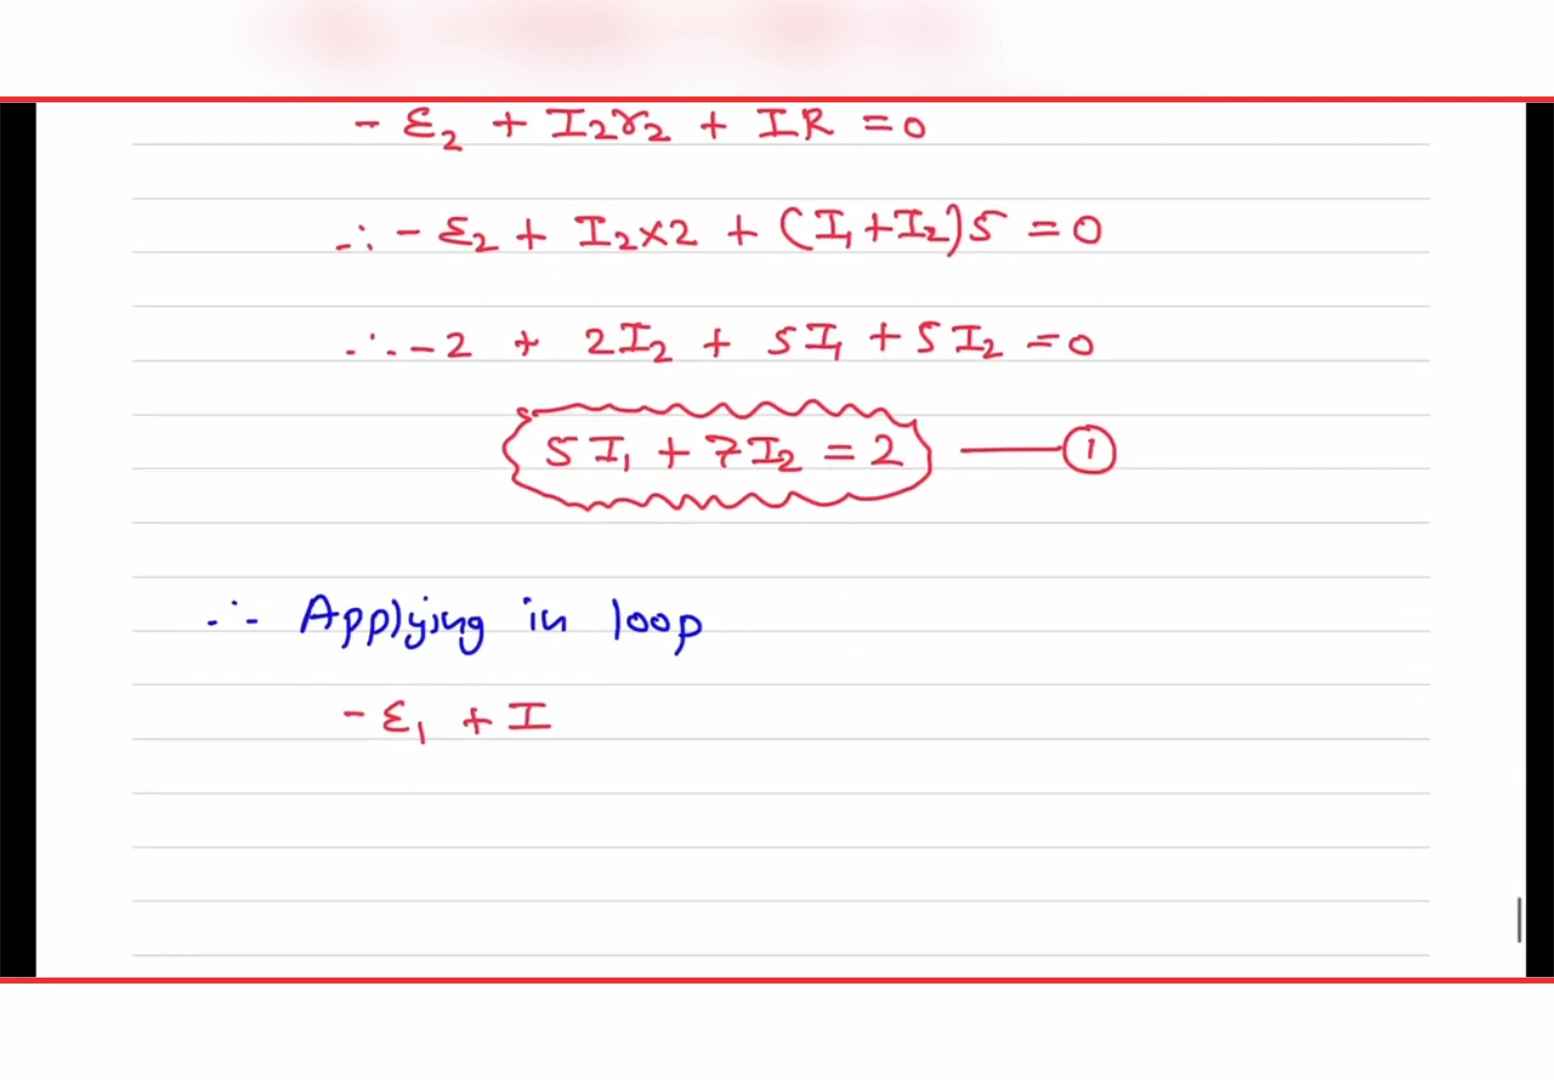 - ε₂ + I₂r₂ + IR = 0
∴ - ε₂ + I₂×2 + (I₁+I₂)5 = 0
∴ -2 + 2I₂ + 5I₁ + 5I₂ = 0
5I₁ + 7I₂ = 2 —— ①
∴ Applying in loop
- ε₁ + I